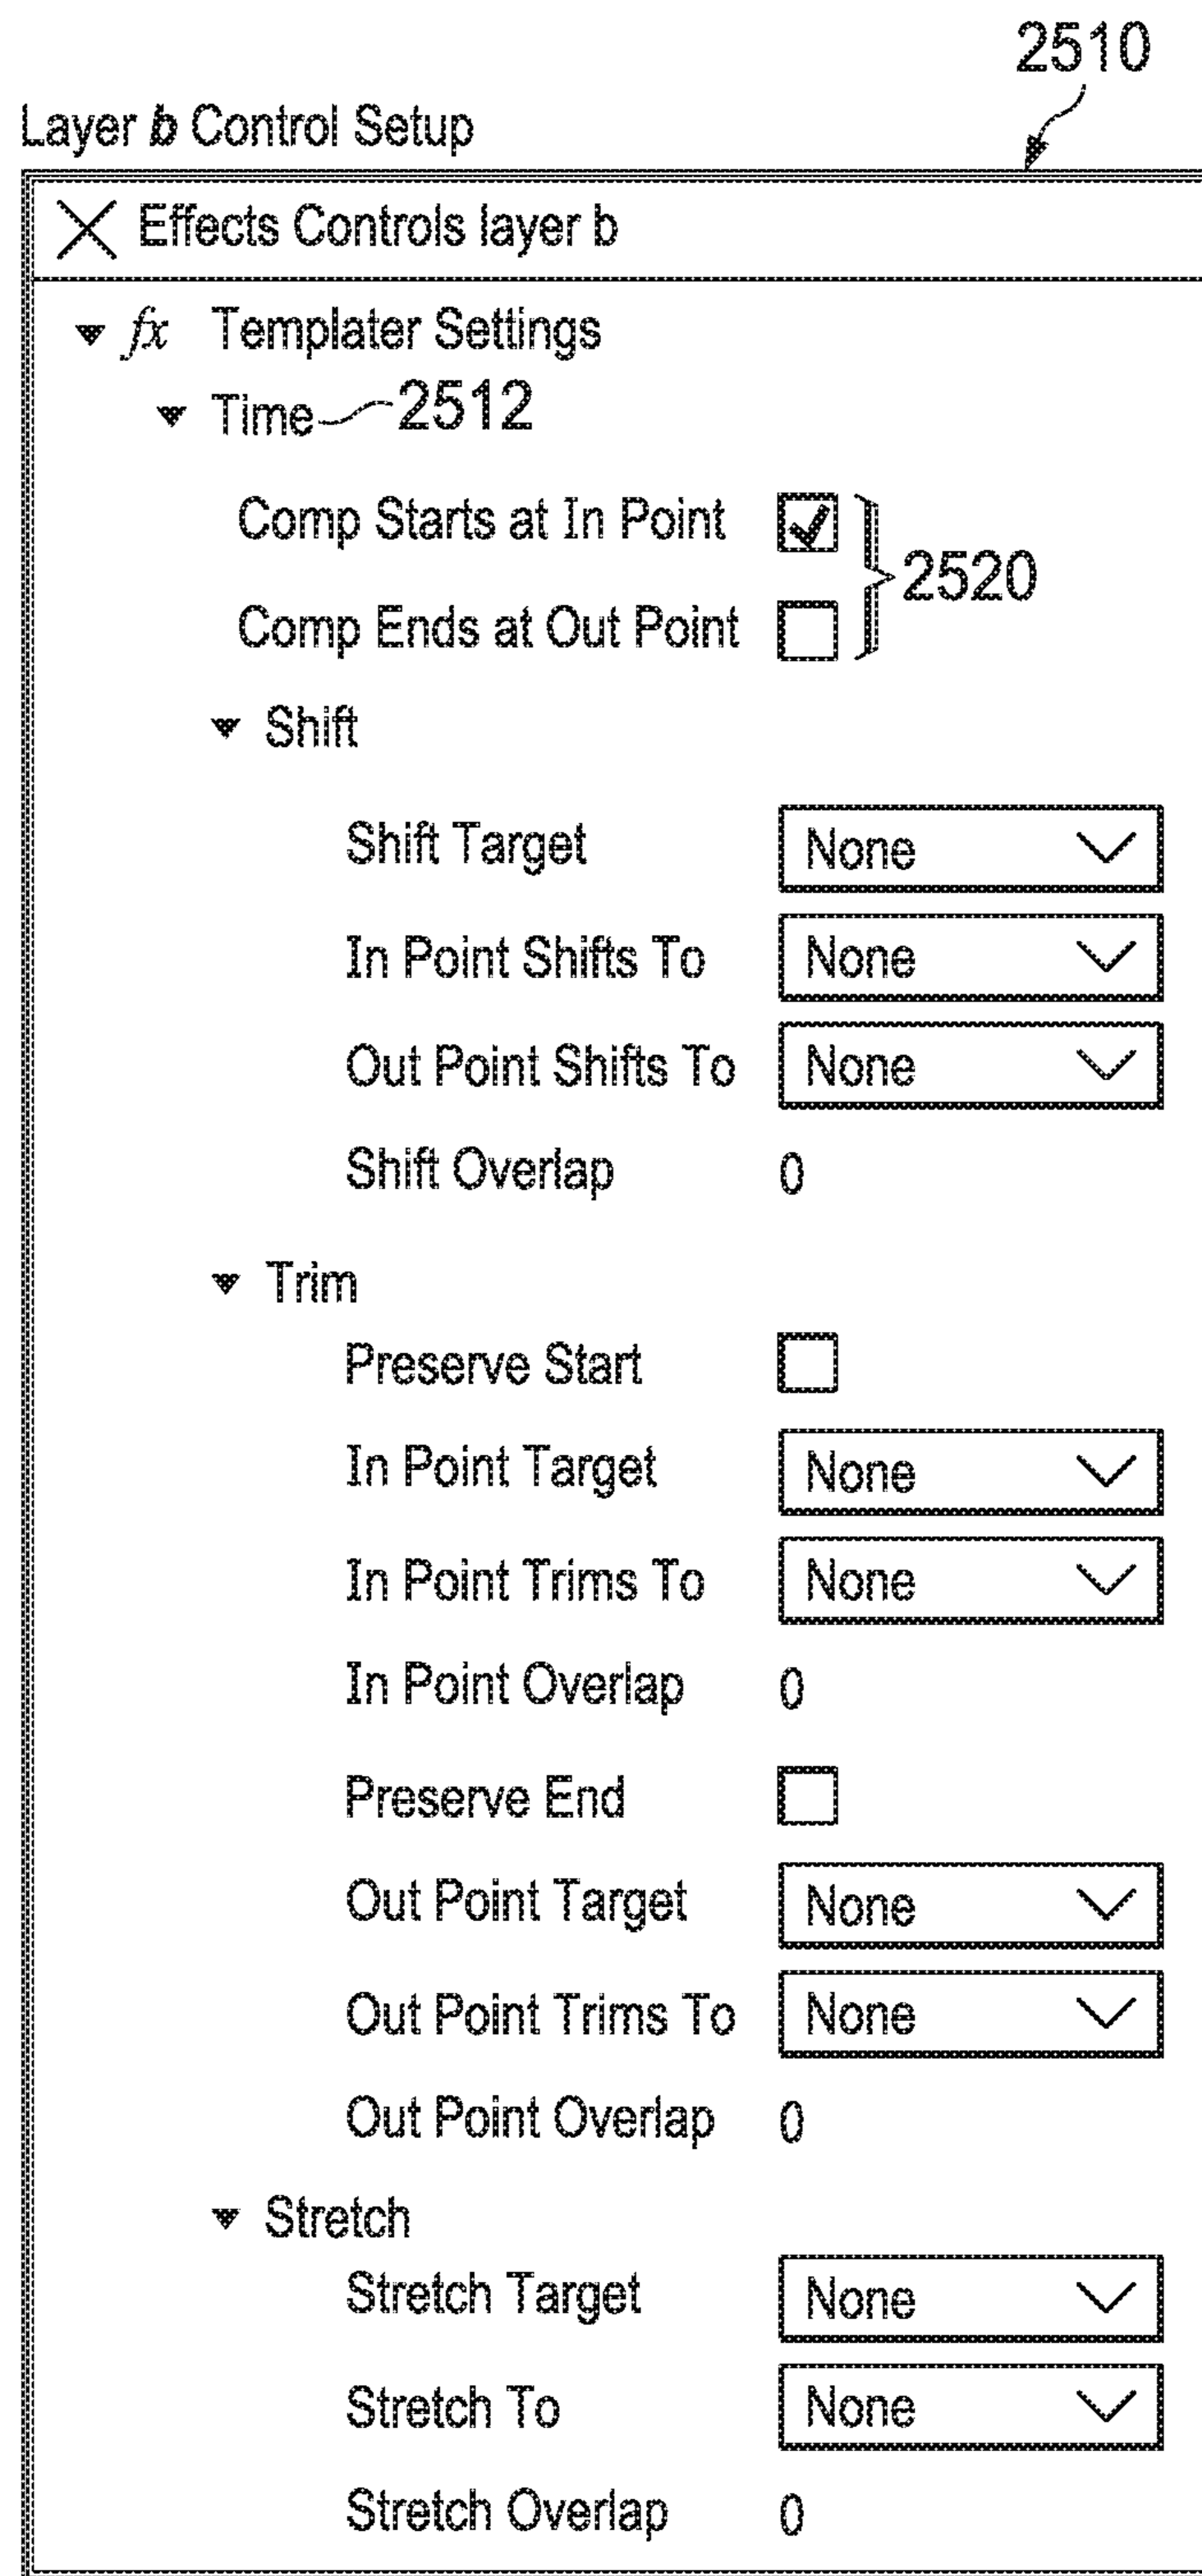 2510
Layer b Control Setup
Effects Controls layer b
fx Templater Settings
Time 2512
Comp Starts at In Point
2520
Comp Ends at Out Point
Shift
Shift Target None
In Point Shifts To None
Out Point Shifts To None
Shift Overlap 0
Trim
Preserve Start
In Point Target None
In Point Trims To None
In Point Overlap 0
Preserve End
Out Point Target None
Out Point Trims To None
Out Point Overlap 0
Stretch
Stretch Target None
Stretch To None
Stretch Overlap 0